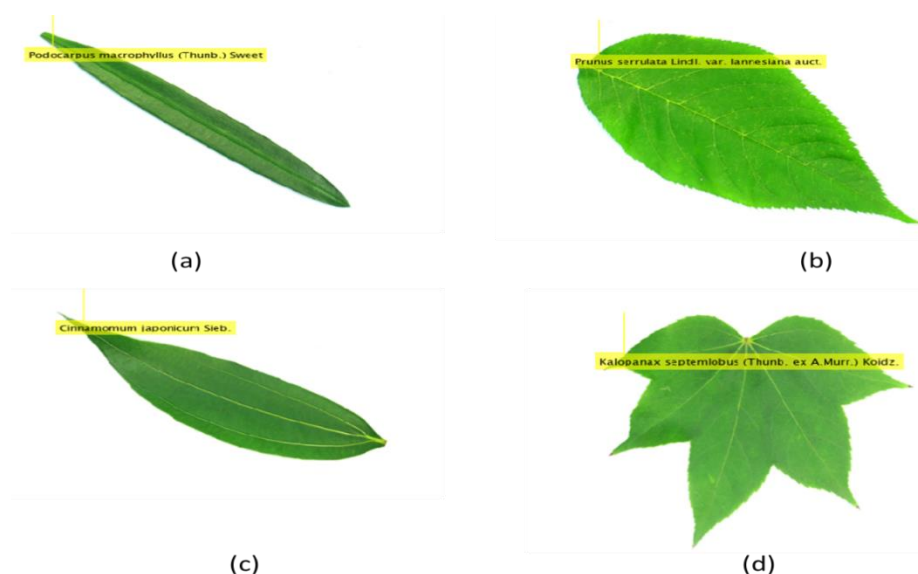 Podocarpus macrophyllus (Thunb.) Sweet
Prunus serrulata Lindl. var. lannesiana auct.
(a)
(b)
Cinnamomum japonicum Sieb.
Kalopanax septemlobus (Thunb. ex A.Murr.) Koidz.
(c)
(d)